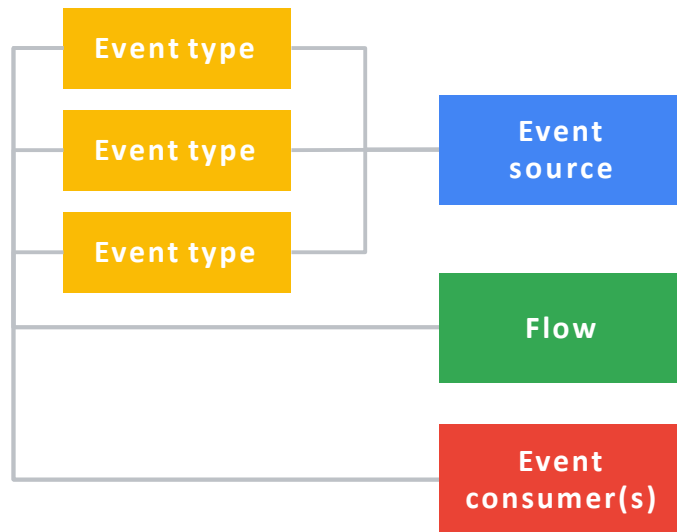 Event type
Event type
Event type
Event
source
Flow
Event
consumer(s)